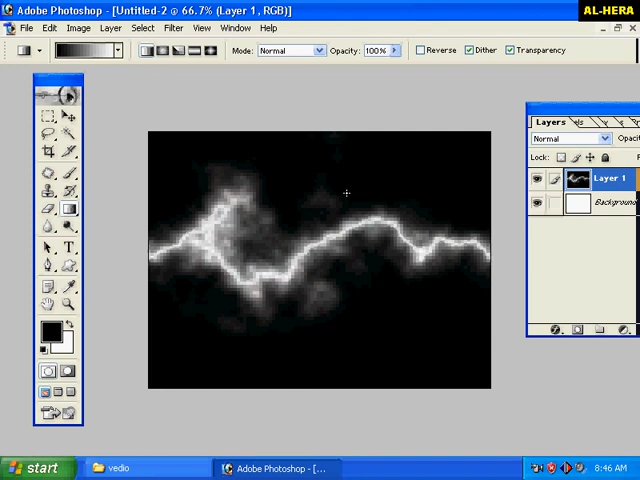 Adobe Photoshop - [Untitled-2 @ 66.7% (Layer 1, RGB)]
AL-HERA
File Edit Image Layer Select Filter View Window Help
Mode: Normal Opacity: 100% Reverse Dither Transparency
Layers
Normal Opaci
Lock:
Layer 1
Background
T
start vedio Adobe Photoshop - [... 8:46 AM